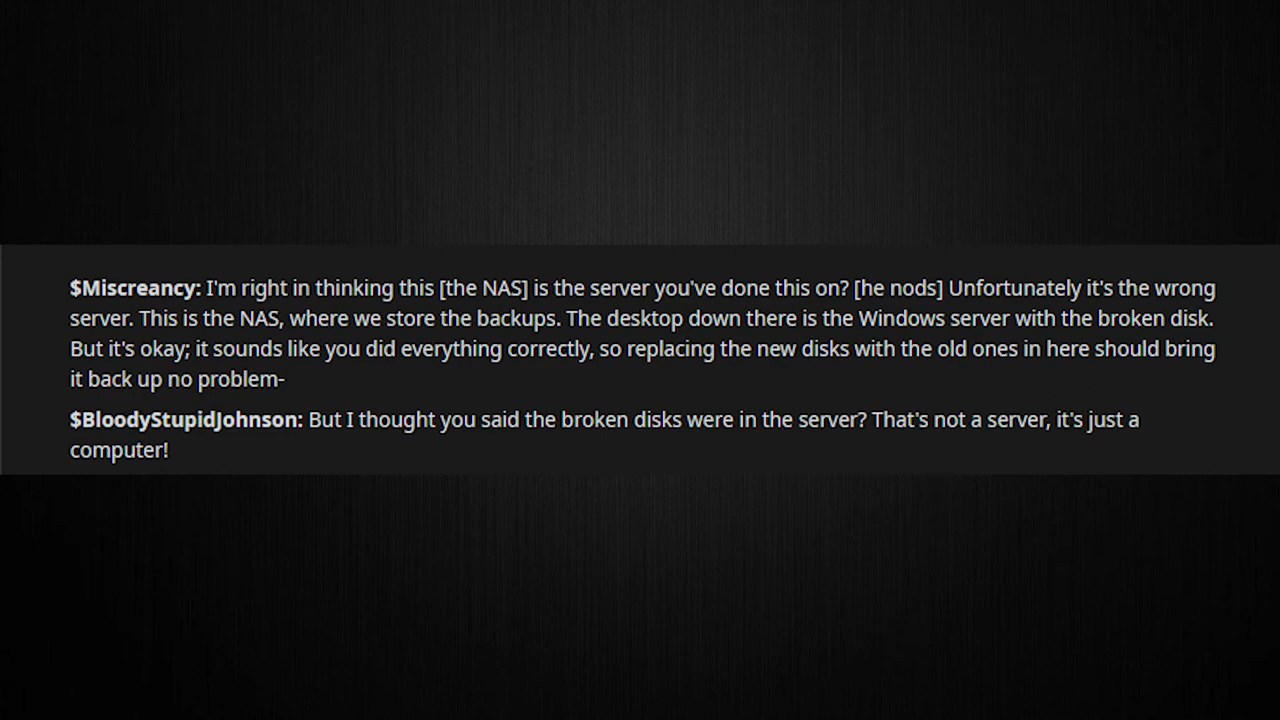 $Miscreancy: I'm right in thinking this [the NAS] is the server you've done this on? [he nods] Unfortunately it's the wrong
server. This is the NAS, where we store the backups. The desktop down there is the Windows server with the broken disk.
But it's okay; it sounds like you did everything correctly, so replacing the new disks with the old ones in here should bring
it back up no problem-
$BloodyStupidJohnson: But I thought you said the broken disks were in the server? That's not a server, it's just a
computer!